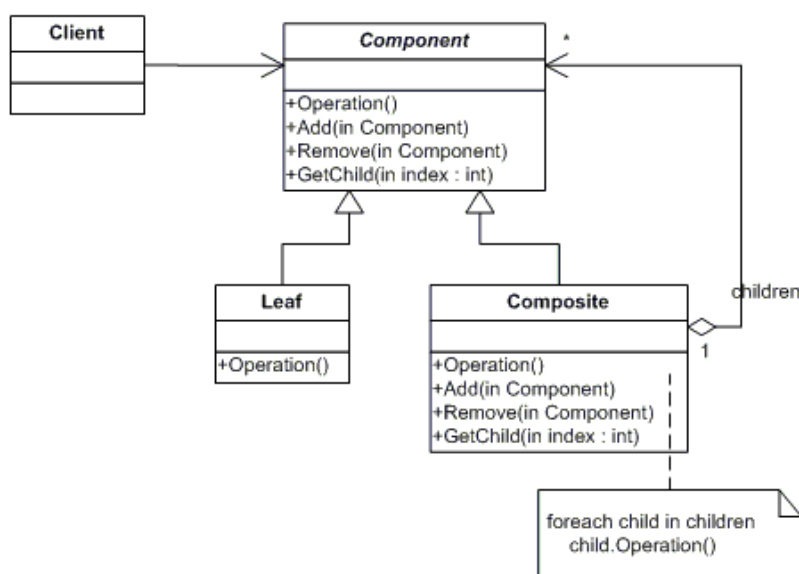 Client
Component
*
+Operation()
+Add(in Component)
+Remove(in Component)
+GetChild(in index : int)
Leaf
+Operation()
Composite
children
1
+Operation()
+Add(in Component)
+Remove(in Component)
+GetChild(in index : int)
foreach child in children
child.Operation()